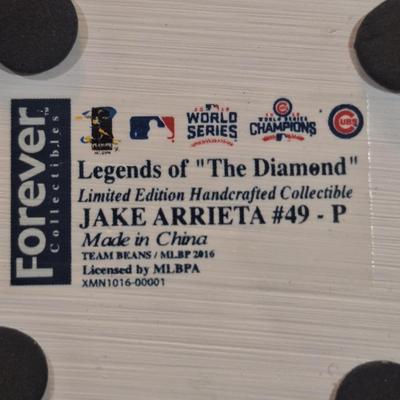 Forever™
Collectibles
WORLD
SERIES
WORLD SERIES
CHAMPIONS
CUBS
Legends of "The Diamond"
Limited Edition Handcrafted Collectible
JAKE ARRIETA #49 - P
Made in China
TEAM BEANS / MLBP 2016
Licensed by MLBPA
XMN1016-00001